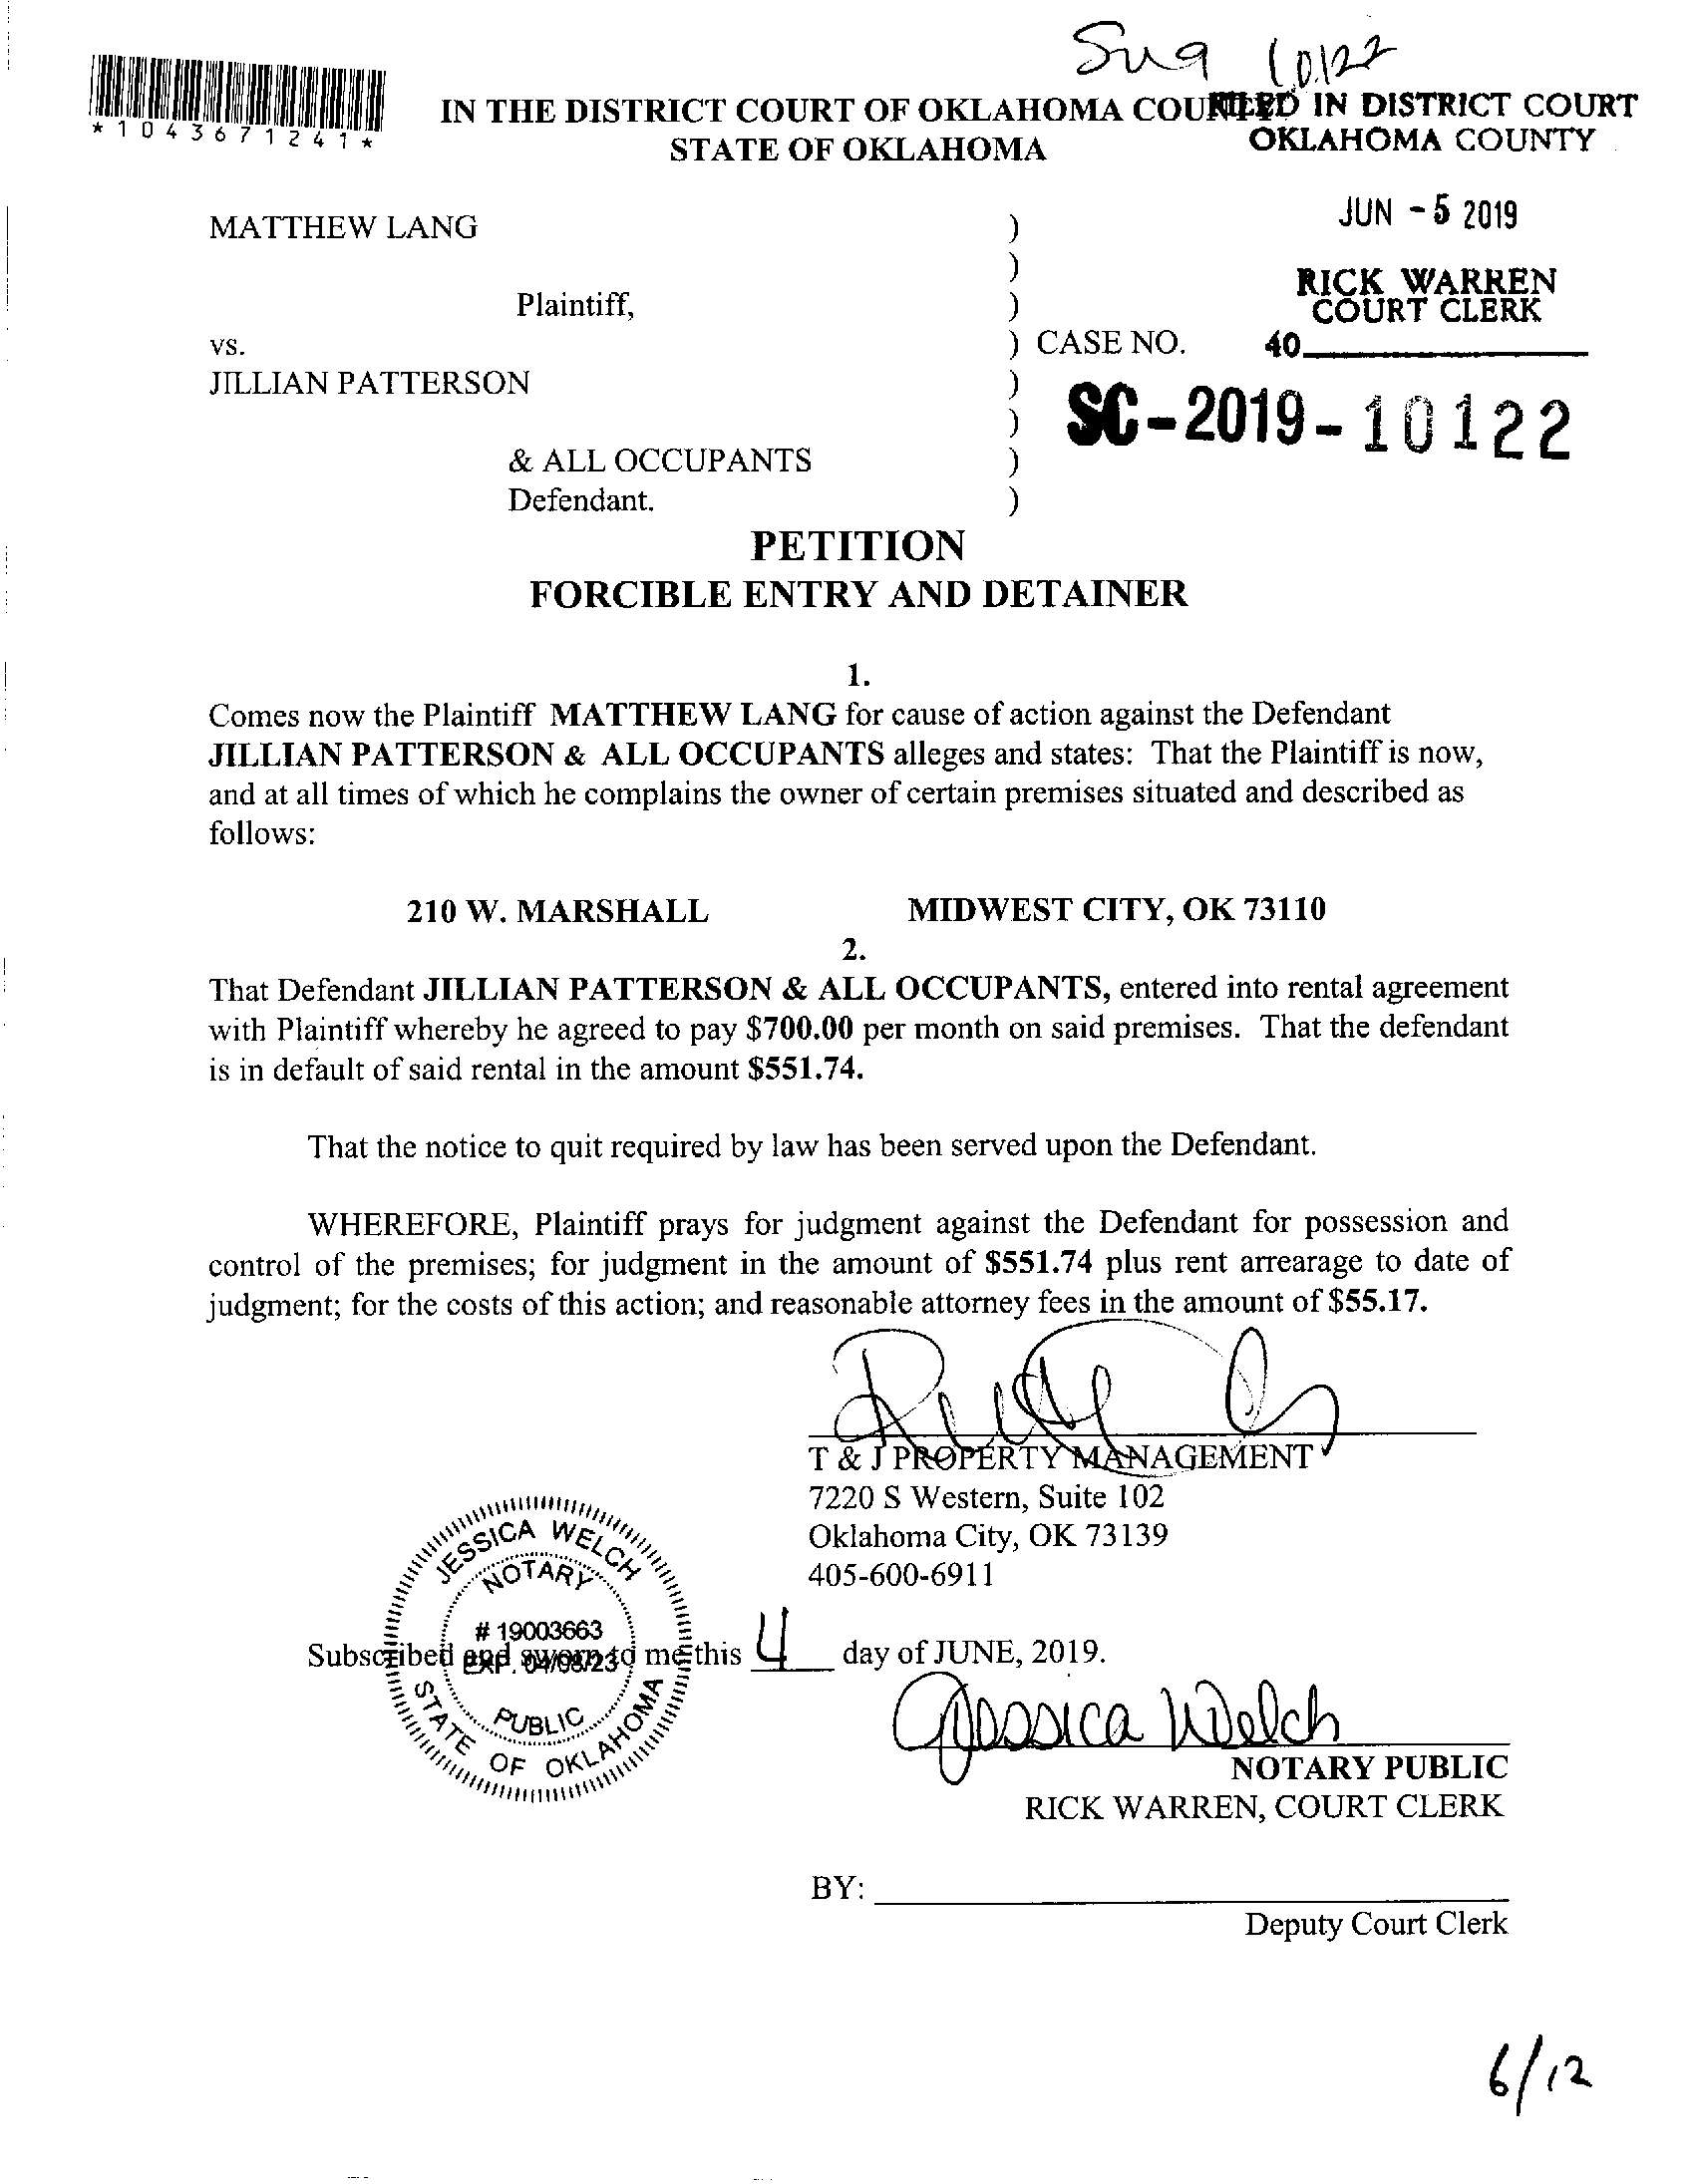 Sug 10122
*1043671241*
IN THE DISTRICT COURT OF OKLAHOMA COUNTY
STATE OF OKLAHOMA
FILED IN DISTRICT COURT
OKLAHOMA COUNTY
JUN -5 2019
RICK WARREN
COURT CLERK
40
MATTHEW LANG )
)
Plaintiff, )
vs. ) CASE NO.
JILLIAN PATTERSON )
) SC-2019-10122
& ALL OCCUPANTS )
Defendant. )
PETITION
FORCIBLE ENTRY AND DETAINER
1.
Comes now the Plaintiff MATTHEW LANG for cause of action against the Defendant
JILLIAN PATTERSON & ALL OCCUPANTS alleges and states: That the Plaintiff is now,
and at all times of which he complains the owner of certain premises situated and described as
follows:
210 W. MARSHALL MIDWEST CITY, OK 73110
2.
That Defendant JILLIAN PATTERSON & ALL OCCUPANTS, entered into rental agreement
with Plaintiff whereby he agreed to pay $700.00 per month on said premises. That the defendant
is in default of said rental in the amount $551.74.
That the notice to quit required by law has been served upon the Defendant.
WHEREFORE, Plaintiff prays for judgment against the Defendant for possession and
control of the premises; for judgment in the amount of $551.74 plus rent arrearage to date of
judgment; for the costs of this action; and reasonable attorney fees in the amount of $55.17.
T & J PROPERTY MANAGEMENT
7220 S Western, Suite 102
Oklahoma City, OK 73139
405-600-6911
JESSICA WELCH
NOTARY
# 19003663
EXP. 04/08/23
PUBLIC
STATE OF OKLAHOMA
Subscribed and sworn to me this 4 day of JUNE, 2019.
Jessica Welch
NOTARY PUBLIC
RICK WARREN, COURT CLERK
BY:
Deputy Court Clerk
6/12